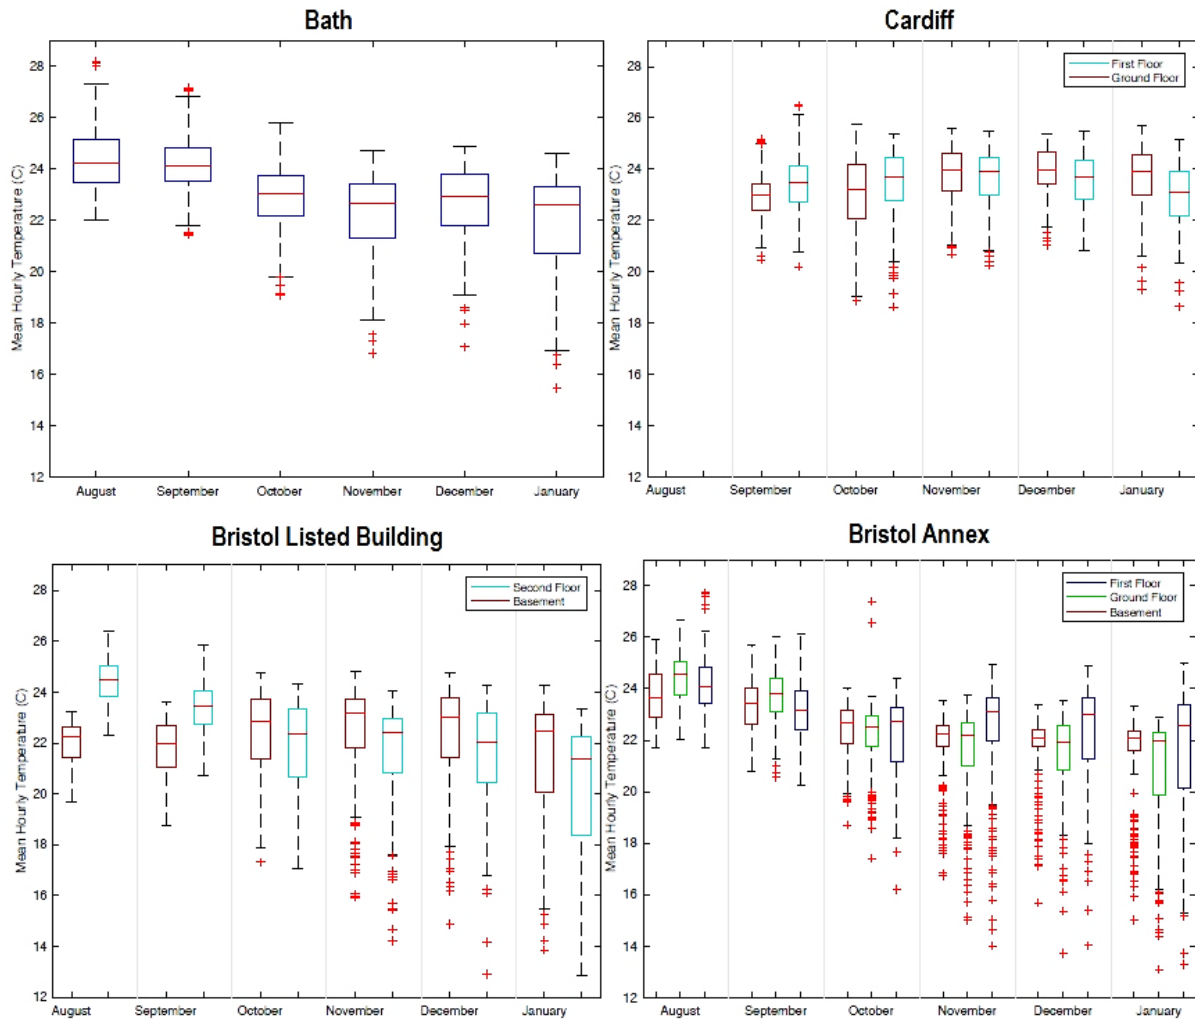 Bath
Mean Hourly Temperature (C)
28
26
24
22
20
18
16
14
12
August September October November December January
Cardiff
Mean Hourly Temperature (C)
28
26
24
22
20
18
16
14
12
First Floor
Ground Floor
August September October November December January
Bristol Listed Building
Mean Hourly Temperature (C)
28
26
24
22
20
18
16
14
12
Second Floor
Basement
August September October November December January
Bristol Annex
Mean Hourly Temperature (C)
28
26
24
22
20
18
16
14
12
First Floor
Ground Floor
Basement
August September October November December January